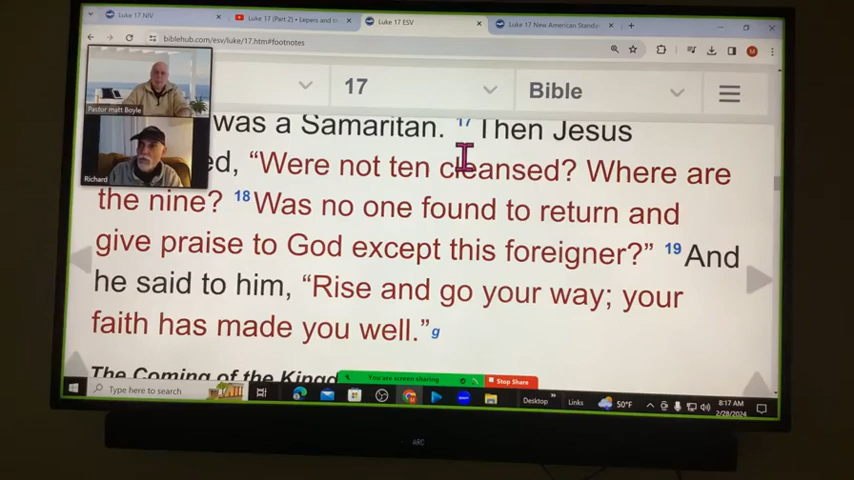 Luke 17 NIV
Luke 17 (Part 2) • Lepers and t
Luke 17 ESV
Luke 17 New American Standa
biblehub.com/esv/luke/17.htm#footnotes
Pastor matt Boyle
Richard
17
Bible
was a Samaritan. 17 Then Jesus
ed, “Were not ten cleansed? Where are
the nine? 18 Was no one found to return and
give praise to God except this foreigner?” 19 And
he said to him, “Rise and go your way; your
faith has made you well.” g
The Coming of the Kingd
You are screen sharing
Stop Share
Type here to search
Desktop
Links
50°F
8:17 AM
2/28/2024
ARC